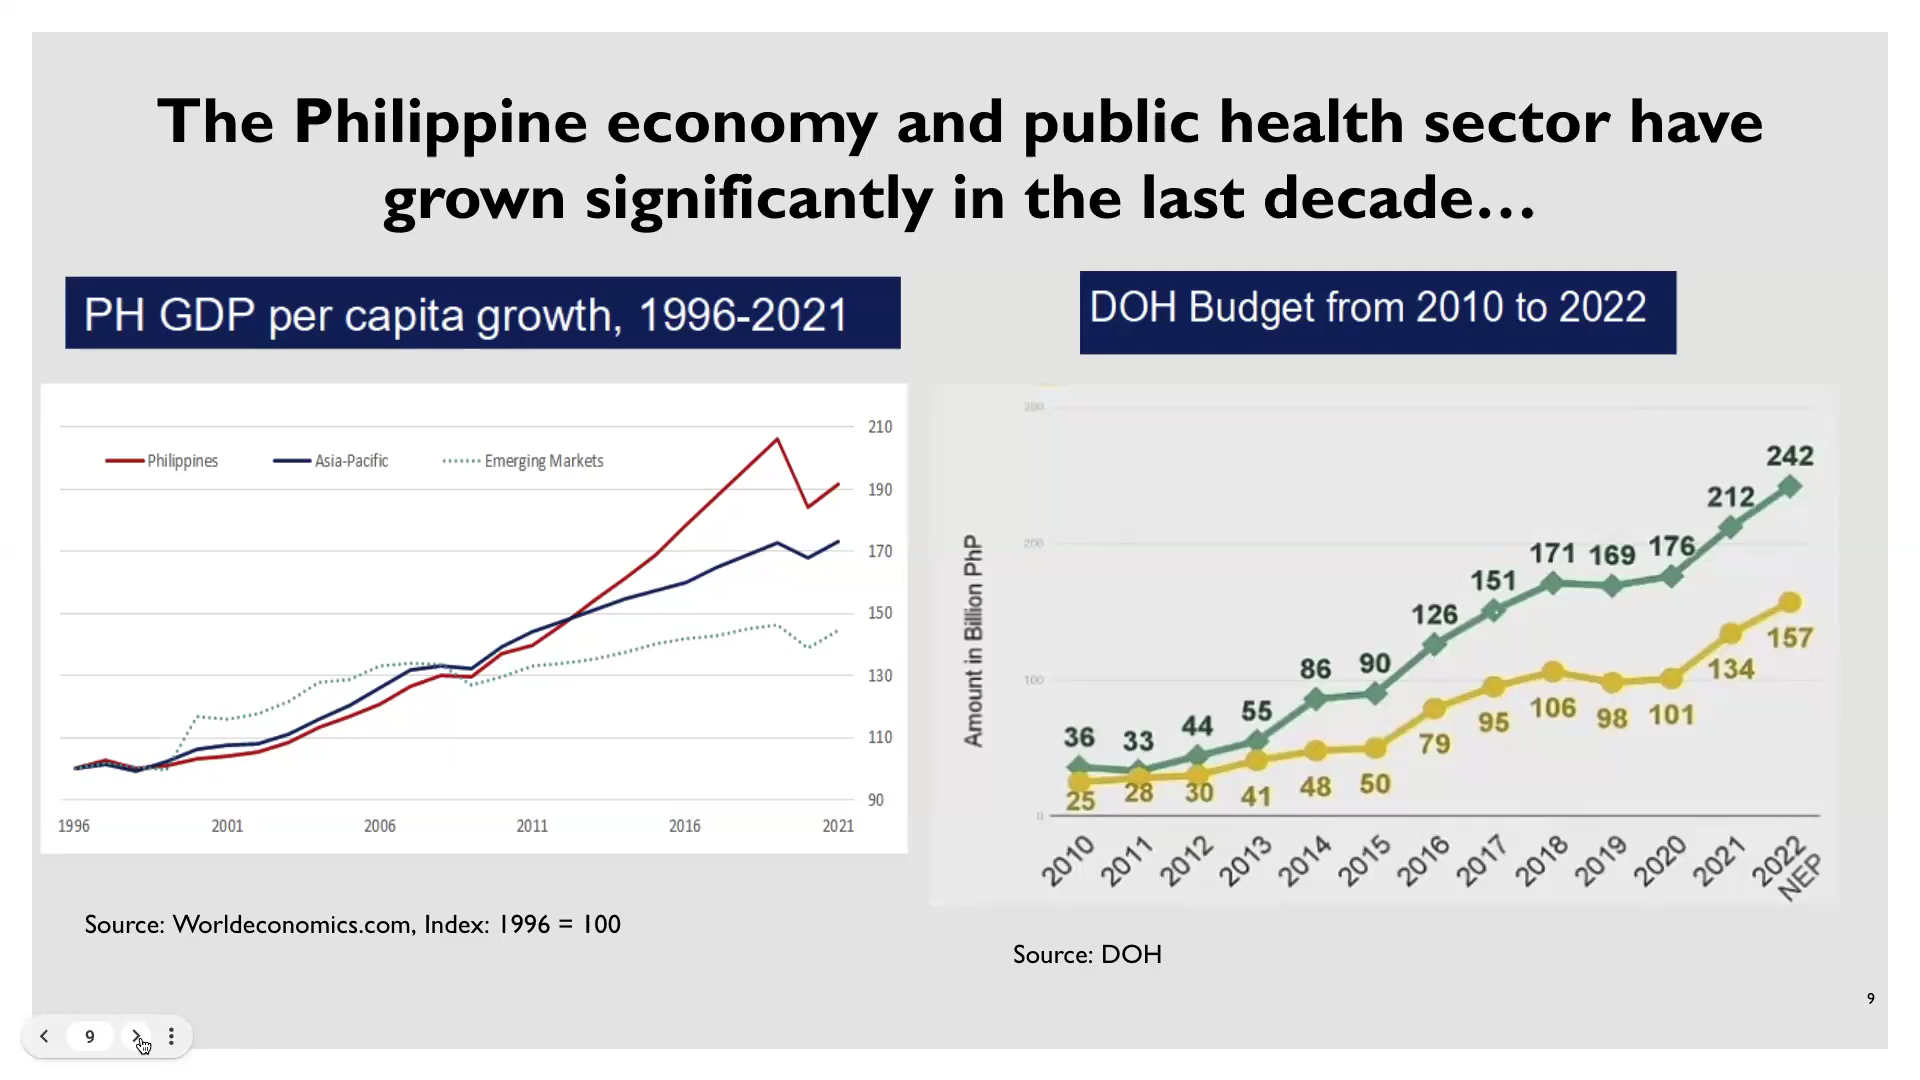 The Philippine economy and public health sector have
grown significantly in the last decade…
PH GDP per capita growth, 1996-2021
DOH Budget from 2010 to 2022
Philippines
Asia-Pacific
Emerging Markets
210
190
170
150
130
110
90
1996 2001 2006 2011 2016 2021
Source: Worldeconomics.com, Index: 1996 = 100
Amount in Billion PhP
200
100
0
36 33 44 55 86 90 126 151 171 169 176 212 242
25 28 30 41 48 50 79 95 106 98 101 134 157
2010 2011 2012 2013 2014 2015 2016 2017 2018 2019 2020 2021 2022
NEP
Source: DOH
9
9